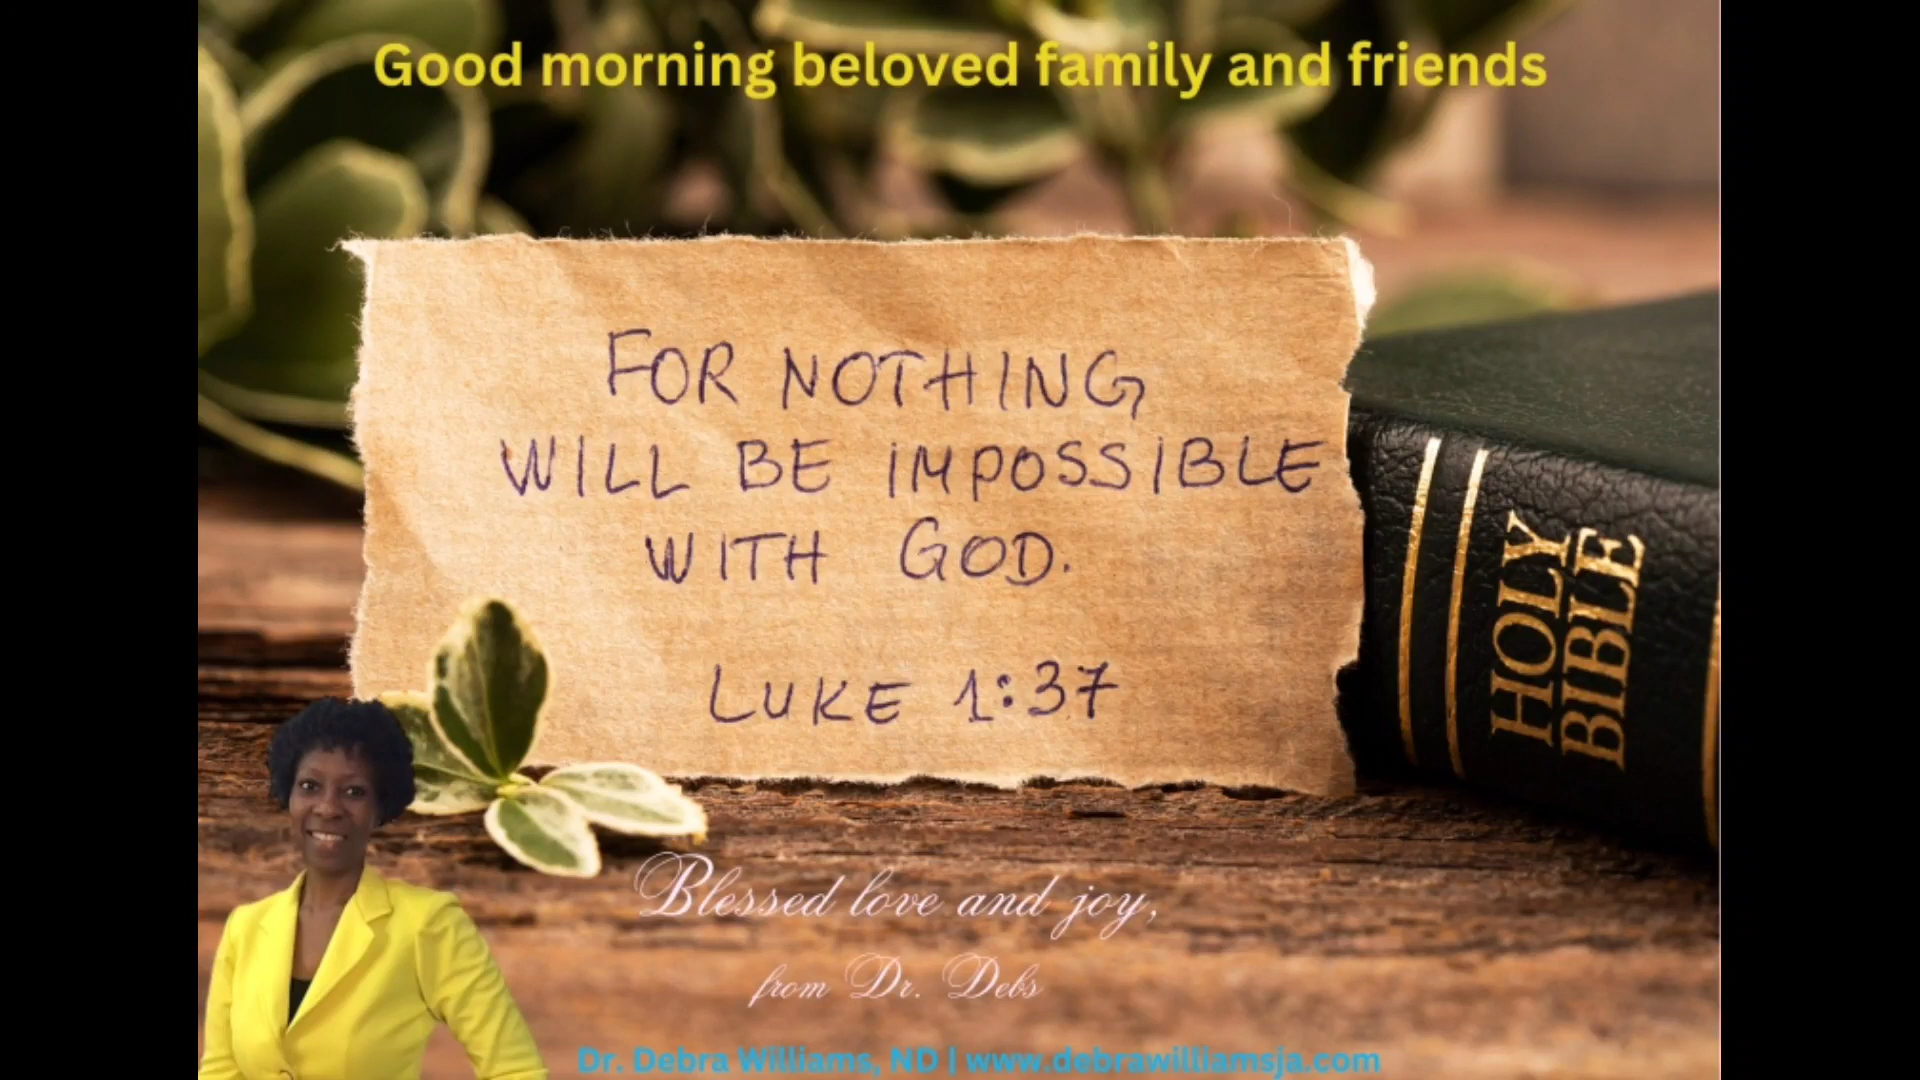 Good morning beloved family and friends
FOR NOTHING
WILL BE IMPOSSIBLE
WITH GOD.
LUKE 1:37
HOLY
BIBLE
Blessed love and joy,
from Dr. Debs
Dr. Debra Williams, ND | www.debrawilliamsja.com